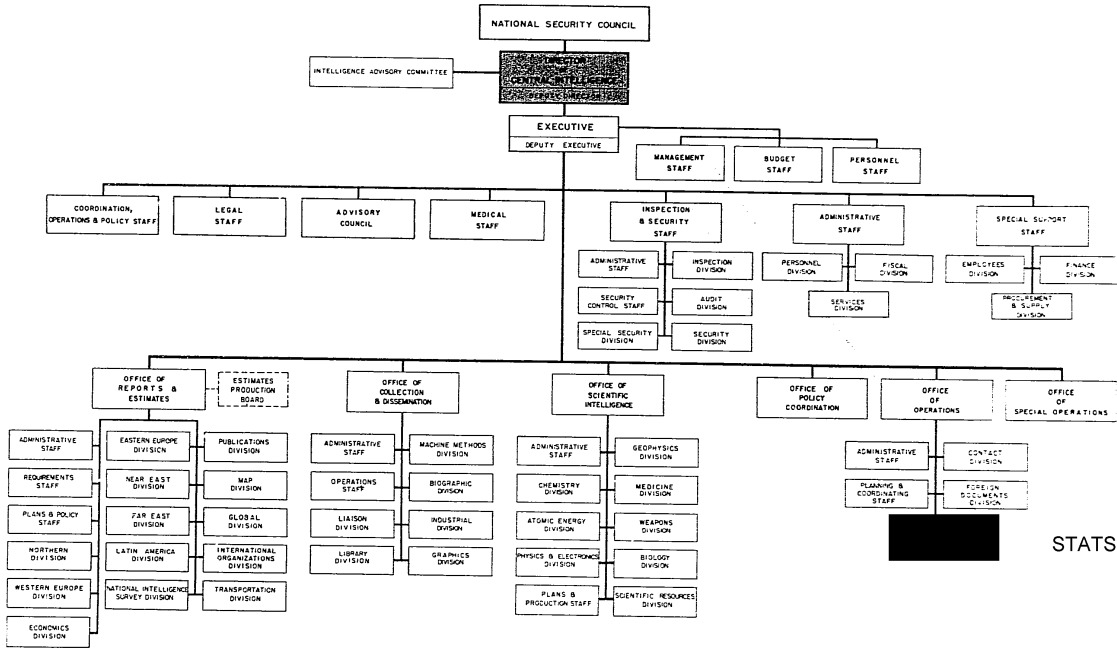 NATIONAL SECURITY COUNCIL
INTELLIGENCE ADVISORY COMMITTEE
DIRECTOR
CENTRAL INTELLIGENCE
DEPUTY DIRECTOR
EXECUTIVE
DEPUTY EXECUTIVE
MANAGEMENT
STAFF
BUDGET
STAFF
PERSONNEL
STAFF
COORDINATION,
OPERATIONS & POLICY STAFF
LEGAL
STAFF
ADVISORY
COUNCIL
MEDICAL
STAFF
INSPECTION
& SECURITY
STAFF
ADMINISTRATIVE
STAFF
SPECIAL SUPPORT
STAFF
ADMINISTRATIVE
STAFF
INSPECTION
DIVISION
SECURITY
CONTROL STAFF
AUDIT
DIVISION
SPECIAL SECURITY
DIVISION
SECURITY
DIVISION
PERSONNEL
DIVISION
FISCAL
DIVISION
SERVICES
DIVISION
EMPLOYEES
DIVISION
FINANCE
DIVISION
PROCUREMENT
& SUPPLY
DIVISION
OFFICE OF
REPORTS &
ESTIMATES
ESTIMATES
PRODUCTION
BOARD
OFFICE OF
COLLECTION
& DISSEMINATION
OFFICE OF
SCIENTIFIC
INTELLIGENCE
OFFICE OF
POLICY
COORDINATION
OFFICE
OF
OPERATIONS
OFFICE
OF
SPECIAL OPERATIONS
ADMINISTRATIVE
STAFF
EASTERN EUROPE
DIVISION
PUBLICATIONS
DIVISION
REQUIREMENTS
STAFF
NEAR EAST
DIVISION
MAP
DIVISION
PLANS & POLICY
STAFF
FAR EAST
DIVISION
GLOBAL
DIVISION
NORTHERN
DIVISION
LATIN AMERICA
DIVISION
INTERNATIONAL
ORGANIZATIONS
DIVISION
WESTERN EUROPE
DIVISION
NATIONAL INTELLIGENCE
SURVEY DIVISION
TRANSPORTATION
DIVISION
ECONOMICS
DIVISION
ADMINISTRATIVE
STAFF
MACHINE METHODS
DIVISION
OPERATIONS
STAFF
BIOGRAPHIC
DIVISION
LIAISON
DIVISION
INDUSTRIAL
DIVISION
LIBRARY
DIVISION
GRAPHICS
DIVISION
ADMINISTRATIVE
STAFF
GEOPHYSICS
DIVISION
CHEMISTRY
DIVISION
MEDICINE
DIVISION
ATOMIC ENERGY
DIVISION
WEAPONS
DIVISION
PHYSICS & ELECTRONICS
DIVISION
BIOLOGY
DIVISION
PLANS &
PRODUCTION STAFF
SCIENTIFIC RESOURCES
DIVISION
ADMINISTRATIVE
STAFF
CONTACT
DIVISION
PLANNING &
COORDINATING STAFF
FOREIGN
DOCUMENTS
DIVISION
STATS